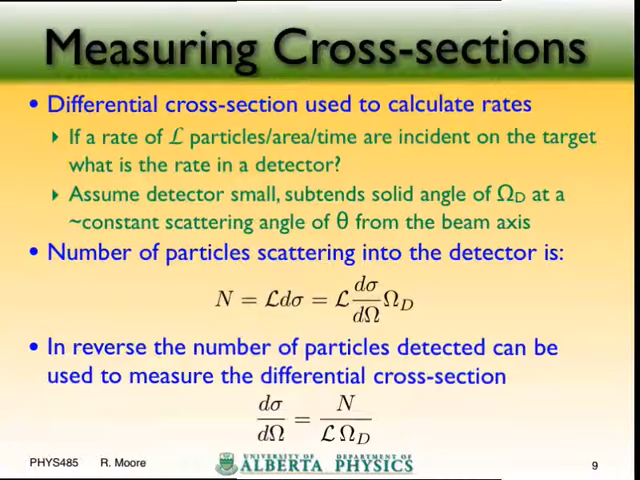 Measuring Cross-sections
• Differential cross-section used to calculate rates
‣ If a rate of ℒ particles/area/time are incident on the target
what is the rate in a detector?
‣ Assume detector small, subtends solid angle of Ω_D at a
~constant scattering angle of θ from the beam axis
• Number of particles scattering into the detector is:
N = ℒdσ = ℒ dσ/dΩ Ω_D
• In reverse the number of particles detected can be
used to measure the differential cross-section
dσ/dΩ = N/(ℒ Ω_D)
PHYS485 R. Moore UNIVERSITY OF ALBERTA DEPARTMENT OF PHYSICS 9